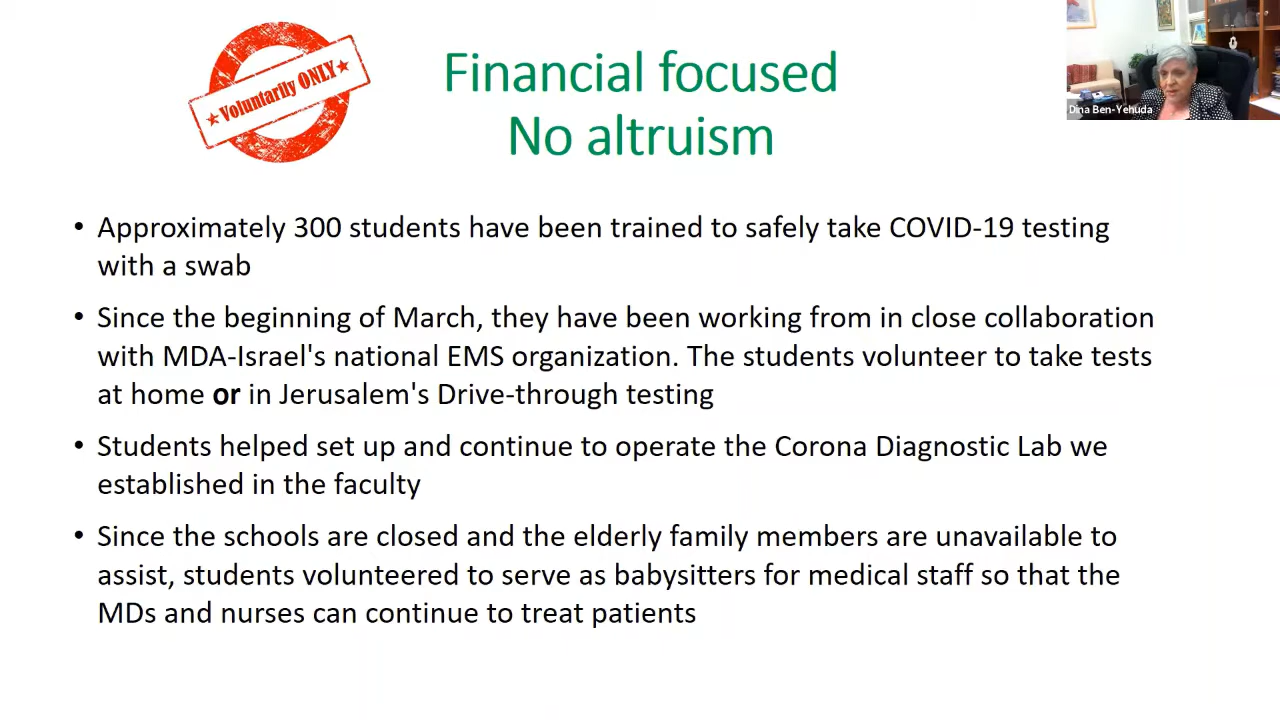 ★Voluntarily ONLY★
Financial focused
No altruism
Dina Ben-Yehuda
• Approximately 300 students have been trained to safely take COVID-19 testing
with a swab
• Since the beginning of March, they have been working from in close collaboration
with MDA-Israel's national EMS organization. The students volunteer to take tests
at home or in Jerusalem's Drive-through testing
• Students helped set up and continue to operate the Corona Diagnostic Lab we
established in the faculty
• Since the schools are closed and the elderly family members are unavailable to
assist, students volunteered to serve as babysitters for medical staff so that the
MDs and nurses can continue to treat patients